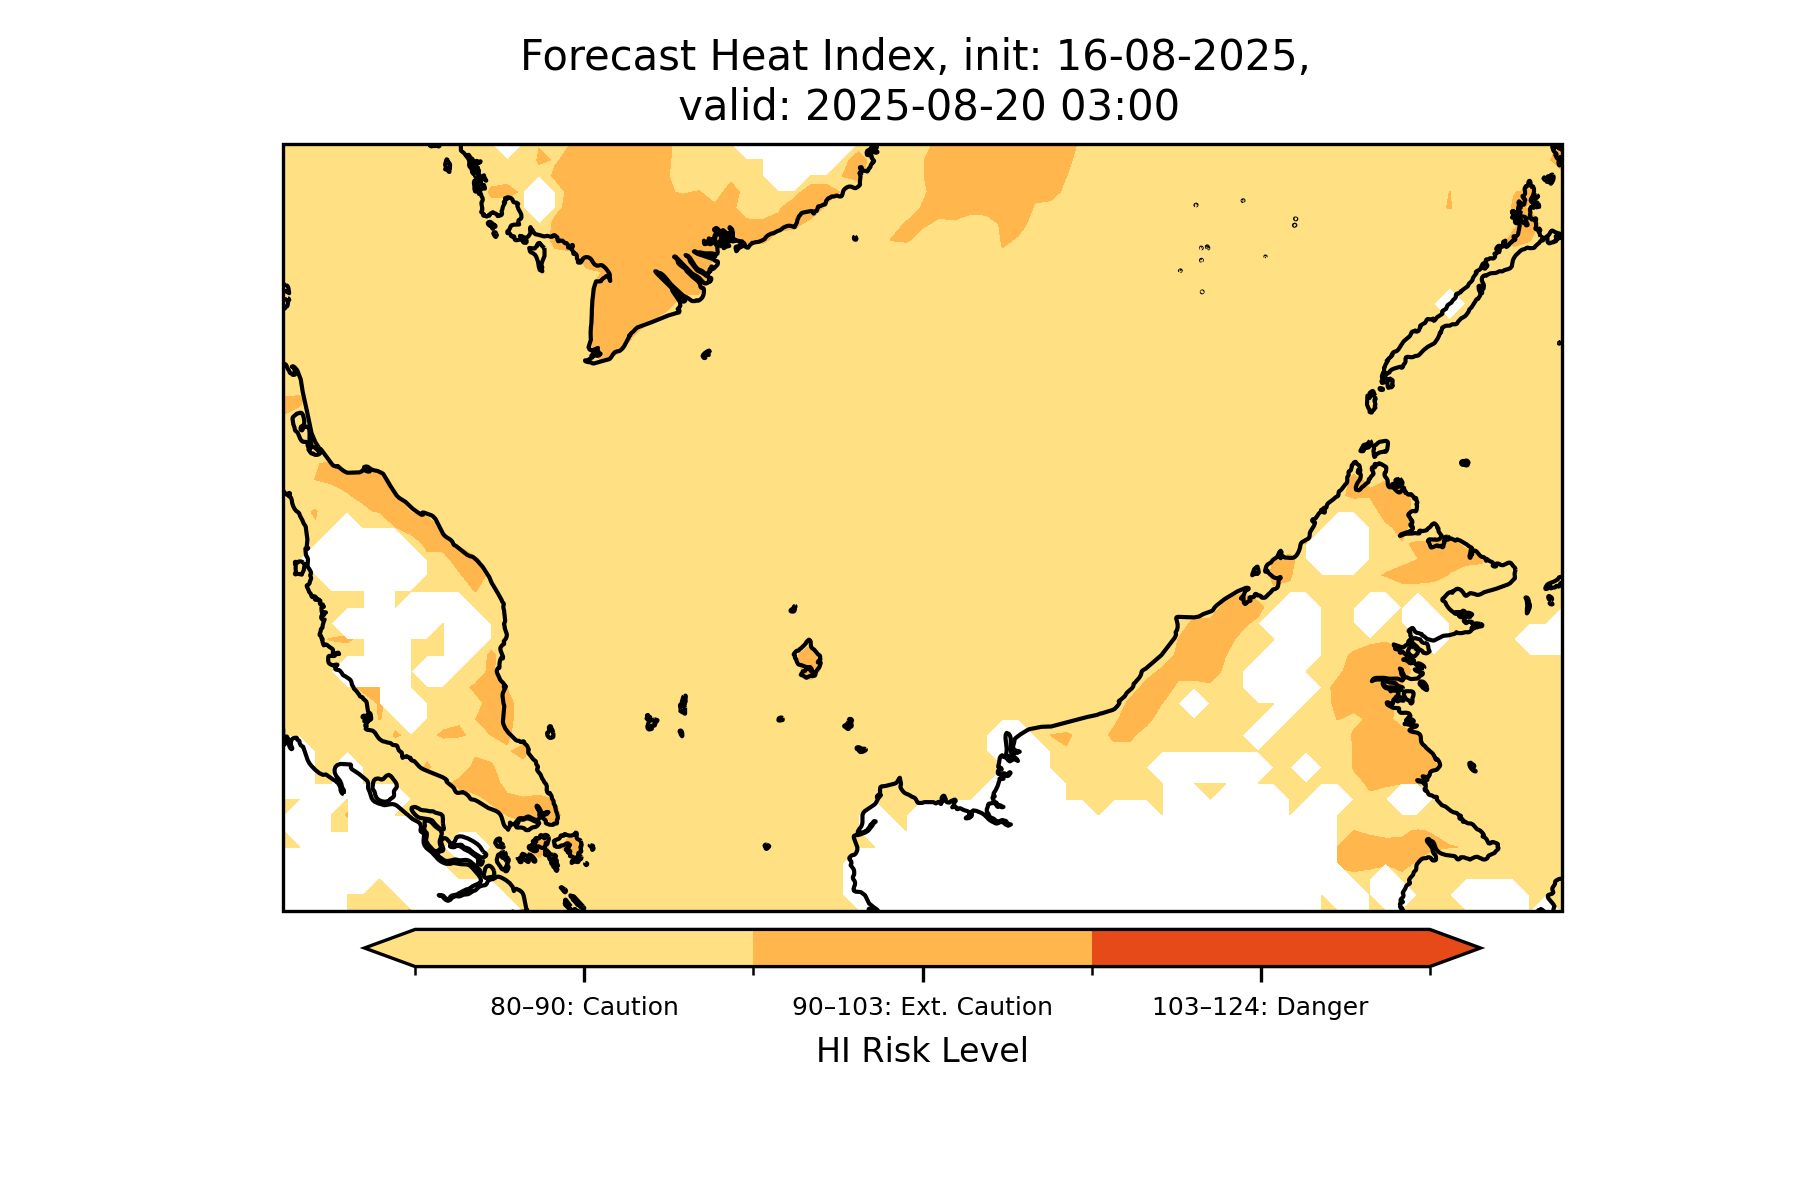 Forecast Heat Index, init: 16-08-2025,
valid: 2025-08-20 03:00
80–90: Caution
90–103: Ext. Caution
103–124: Danger
HI Risk Level